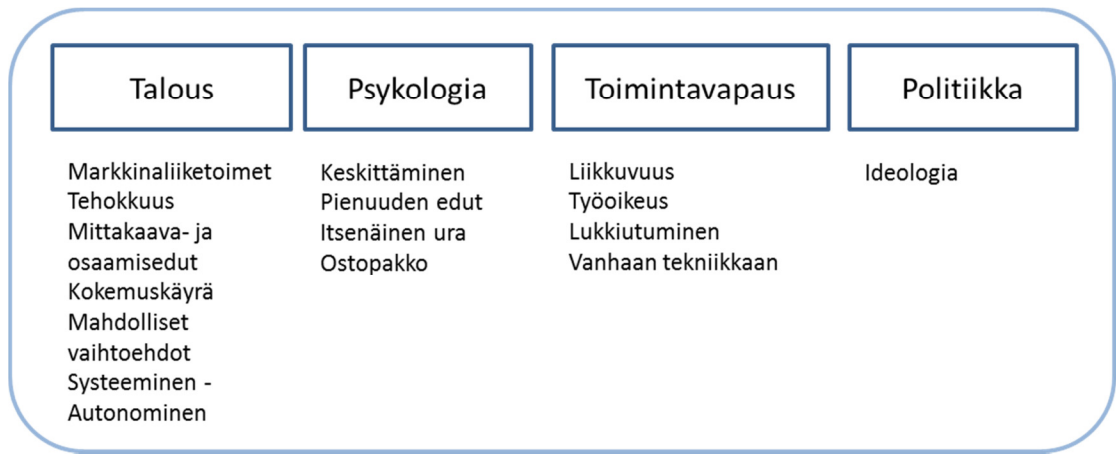 Talous
Markkinaliiketoimet
Tehokkuus
Mittakaava- ja
osaamisedut
Kokemuskäyrä
Mahdolliset
vaihtoehdot
Systeeminen -
Autonominen
Psykologia
Keskittäminen
Pienuuden edut
Itsenäinen ura
Ostopakko
Toimintavapaus
Liikkuvuus
Työoikeus
Lukkiutuminen
Vanhaan tekniikkaan
Politiikka
Ideologia